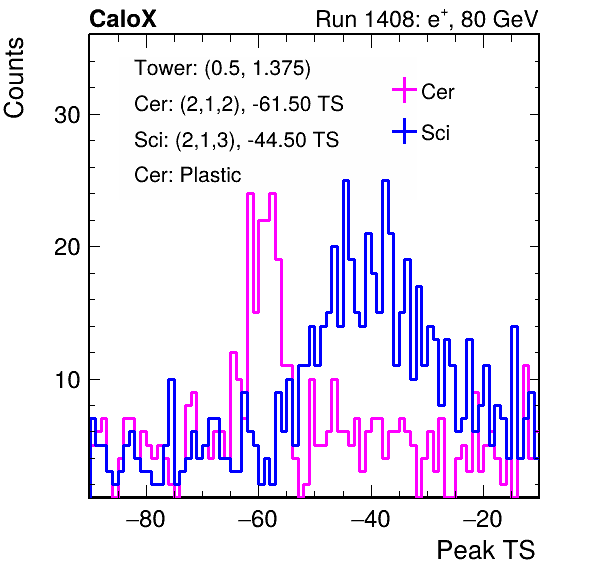 CaloX Run 1408: e+, 80 GeV
Counts
Tower: (0.5, 1.375)
Cer: (2,1,2), -61.50 TS
Sci: (2,1,3), -44.50 TS
Cer: Plastic
Cer
Sci
30
20
10
−80 −60 −40 −20
Peak TS